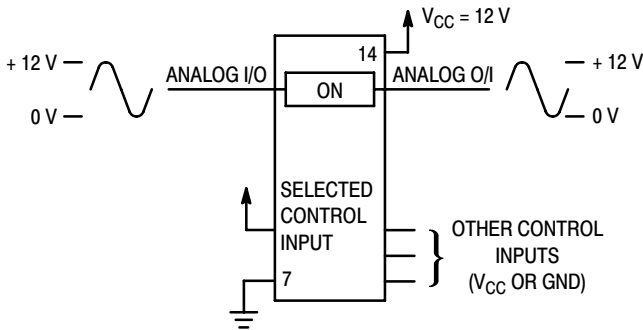 V_CC = 12 V
14
+ 12 V
0 V
ANALOG I/O
ON
ANALOG O/I
+ 12 V
0 V
SELECTED
CONTROL
INPUT
7
OTHER CONTROL
INPUTS
(V_CC OR GND)